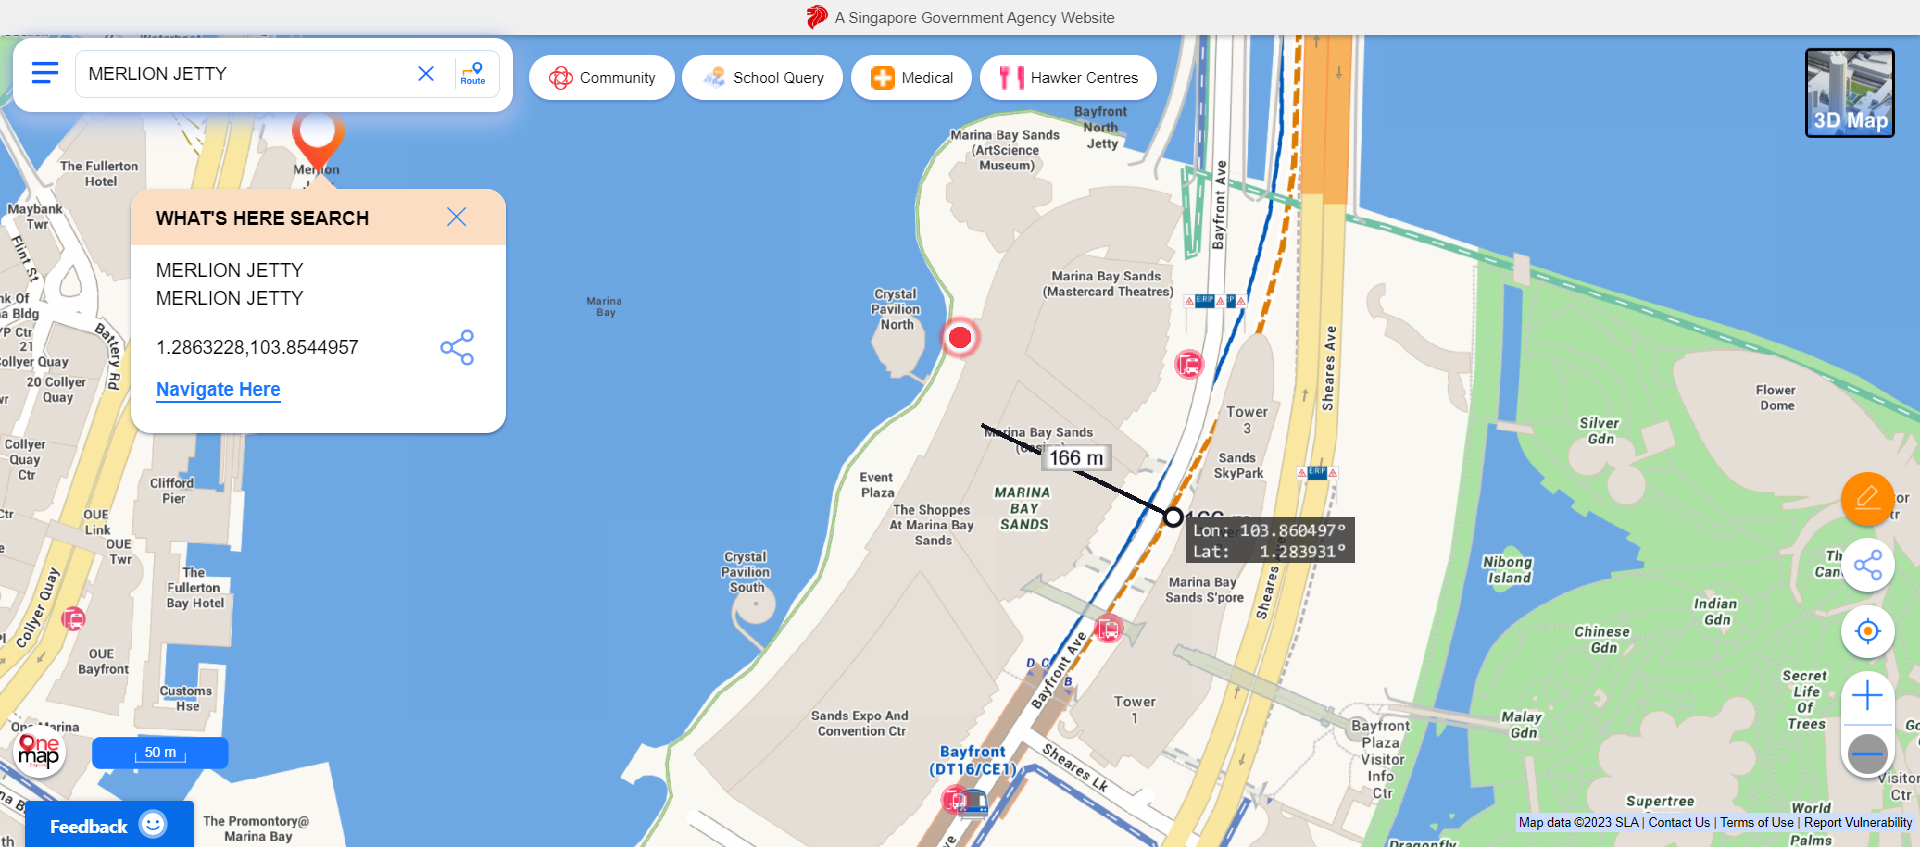 A Singapore Government Agency Website
MERLION JETTY
Route
Community
School Query
Medical
Hawker Centres
3D Map
WHAT'S HERE SEARCH
MERLION JETTY
MERLION JETTY
1.2863228,103.8544957
Navigate Here
The Fullerton
Hotel
Maybank
Twr
Flint St
Battery Rd
Collyer Quay
20 Collyer
Quay
Collyer
Quay
Ctr
Clifford
Pier
OUE
Link
OUE
Twr
The
Fullerton
Bay Hotel
Collyer Quay
OUE
Bayfront
Customs
Hse
One
map
50 m
Feedback
The Promontory@
Marina Bay
Marina
Bay
Marina Bay Sands
(ArtScience
Museum)
Bayfront
North
Jetty
Bayfront Ave
Marina Bay Sands
(Mastercard Theatres)
ERP
Crystal
Pavilion
North
Sheares Ave
Tower
3
Sands
SkyPark
ERP
Marina Bay Sands
166 m
Event
Plaza
The Shoppes
At Marina Bay
Sands
MARINA
BAY
SANDS
Lon: 103.860497°
Lat: 1.283931°
Crystal
Pavilion
South
Marina Bay
Sands S'pore
Sheares
D
C
B
Bayfront Ave
Tower
1
Sands Expo And
Convention Ctr
Bayfront
(DT16/CE1)
Sheares Lk
Bayfront
Plaza
Visitor
Info
Ctr
Flower
Dome
Silver
Gdn
Nibong
Island
Indian
Gdn
Chinese
Gdn
Secret
Life
Of
Trees
Malay
Gdn
Visitor
Ctr
Supertree
World
Palms
Dragonfly
Map data ©2023 SLA | Contact Us | Terms of Use | Report Vulnerability